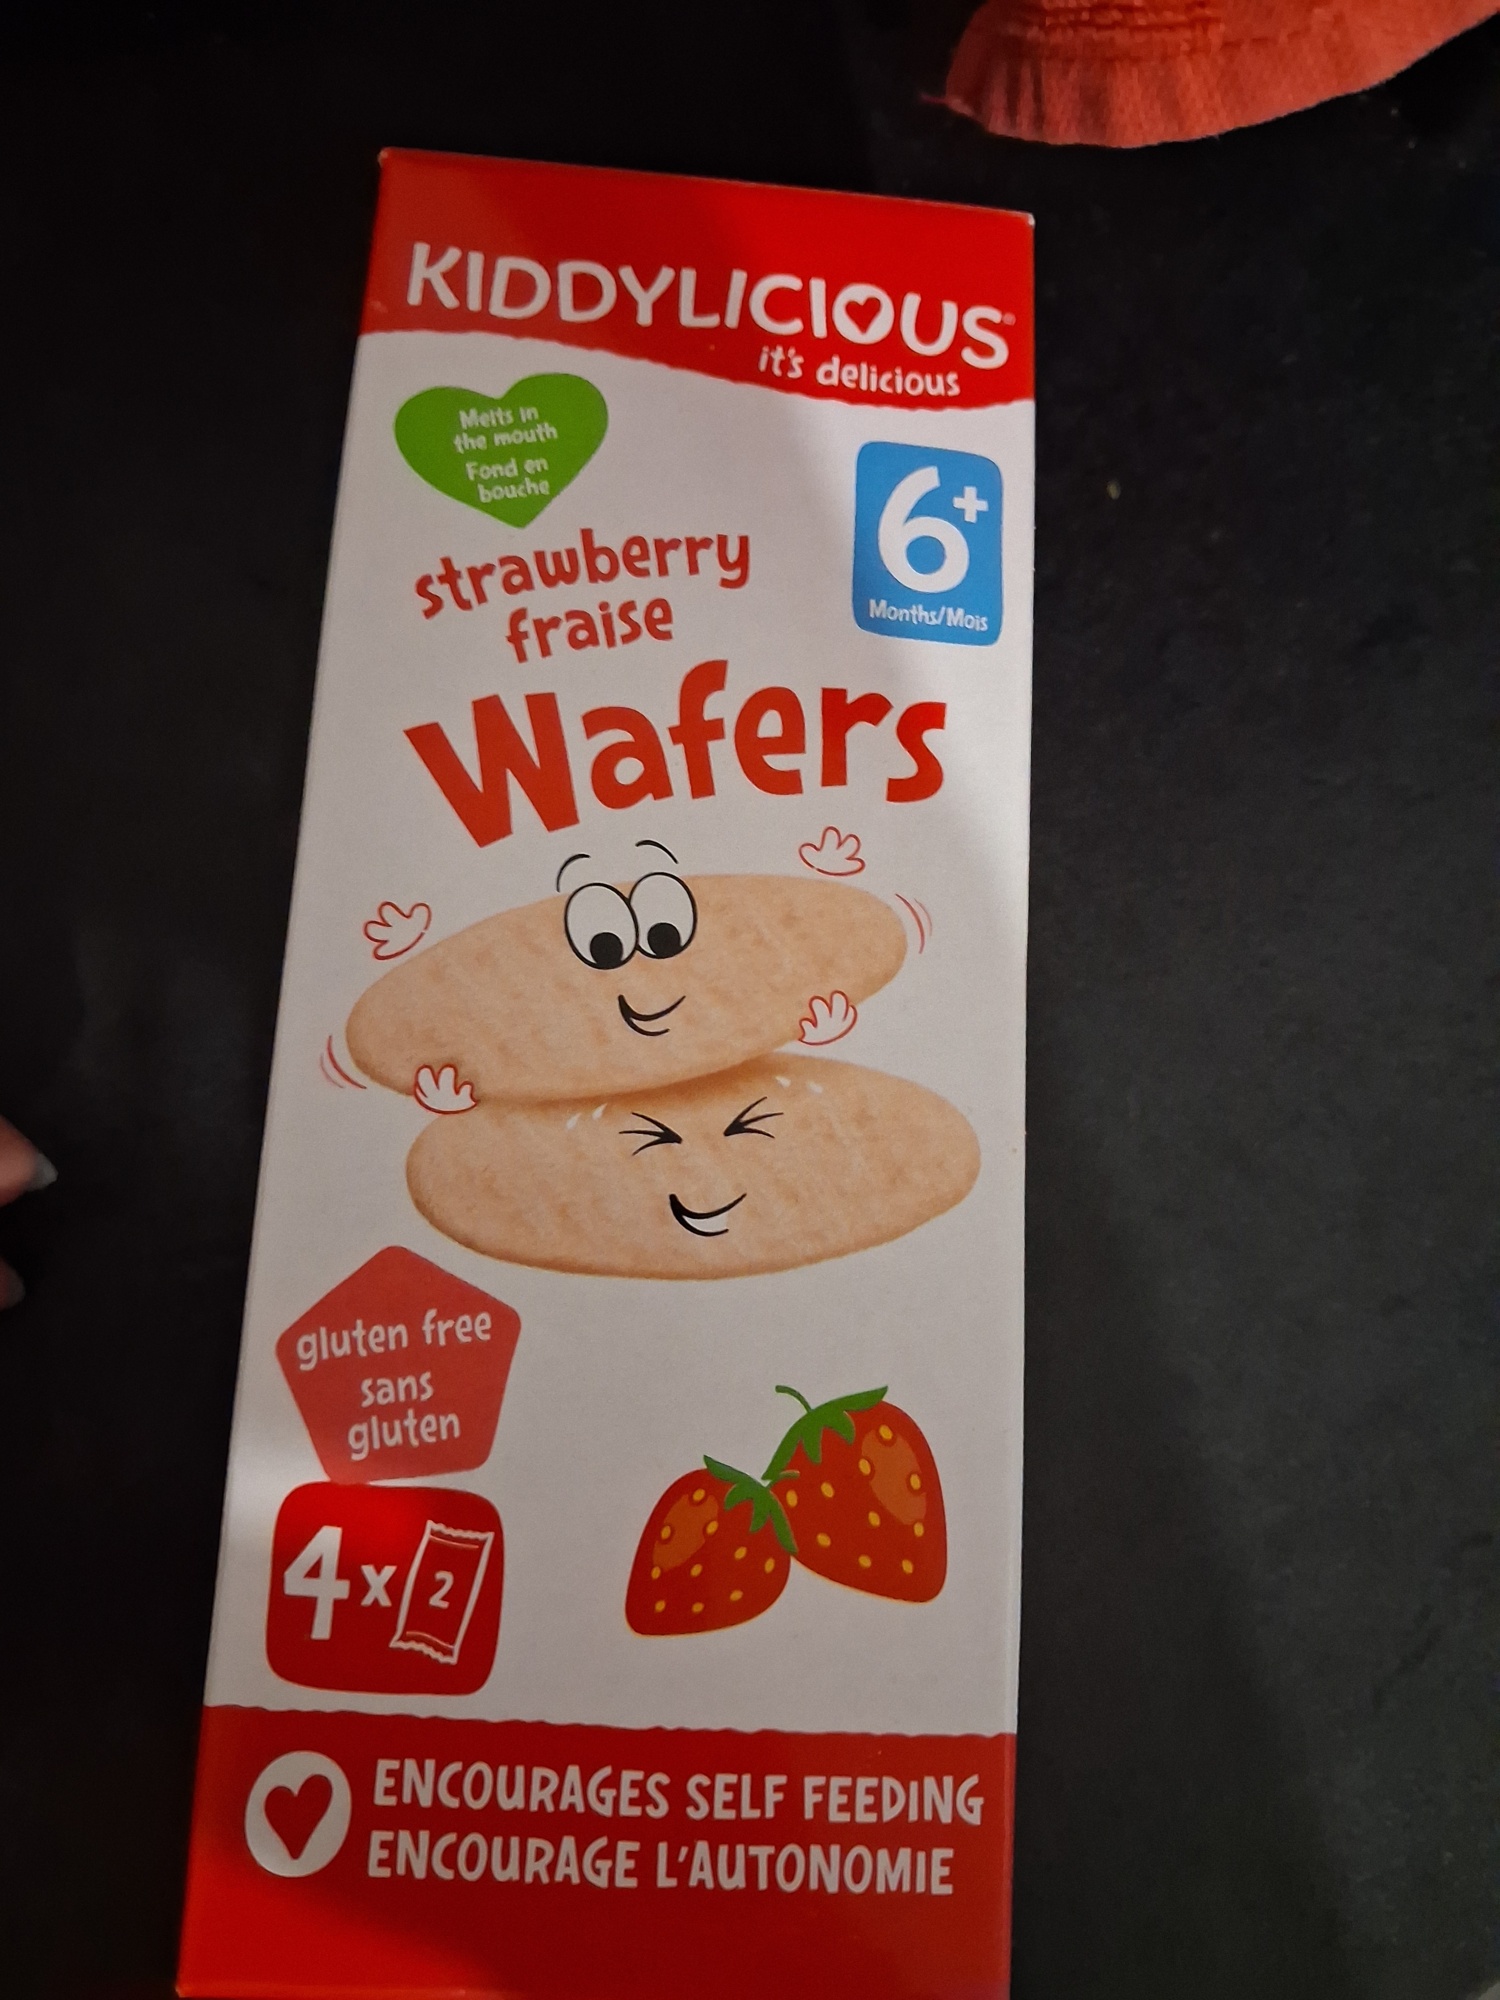 KIDDYLICIOUS®
it's delicious
Melts in
the mouth
Fond en
bouche
6+
Months/Mois
strawberry
fraise
Wafers
gluten free
sans
gluten
4x 2
ENCOURAGES SELF FEEDING
ENCOURAGE L'AUTONOMIE